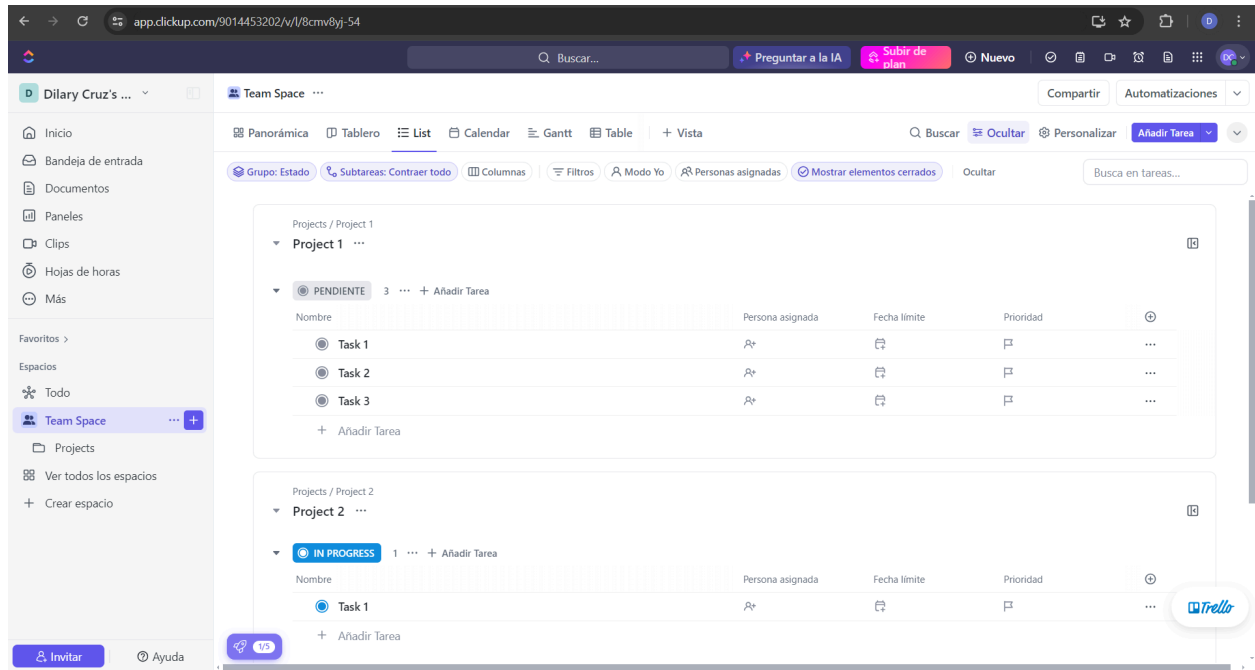 app.clickup.com/9014453202/v/l/8cmv8yj-54
D
Buscar...
Preguntar a la IA
Subir de plan
Nuevo
DC
D Dilary Cruz's ...
Team Space
Compartir
Automatizaciones
Inicio
Bandeja de entrada
Documentos
Paneles
Clips
Hojas de horas
Más
Favoritos
Espacios
Todo
Team Space
Projects
Ver todos los espacios
Crear espacio
Invitar
Ayuda
Panorámica Tablero List Calendar Gantt Table + Vista
Buscar Ocultar Personalizar Añadir Tarea
Grupo: Estado Subtareas: Contraer todo Columnas Filtros Modo Yo Personas asignadas Mostrar elementos cerrados Ocultar Busca en tareas...
Projects / Project 1
Project 1
PENDIENTE 3 ... + Añadir Tarea
Nombre Persona asignada Fecha límite Prioridad
Task 1
Task 2
Task 3
+ Añadir Tarea
Projects / Project 2
Project 2
IN PROGRESS 1 ... + Añadir Tarea
Nombre Persona asignada Fecha límite Prioridad
Task 1
+ Añadir Tarea
1/5
Trello